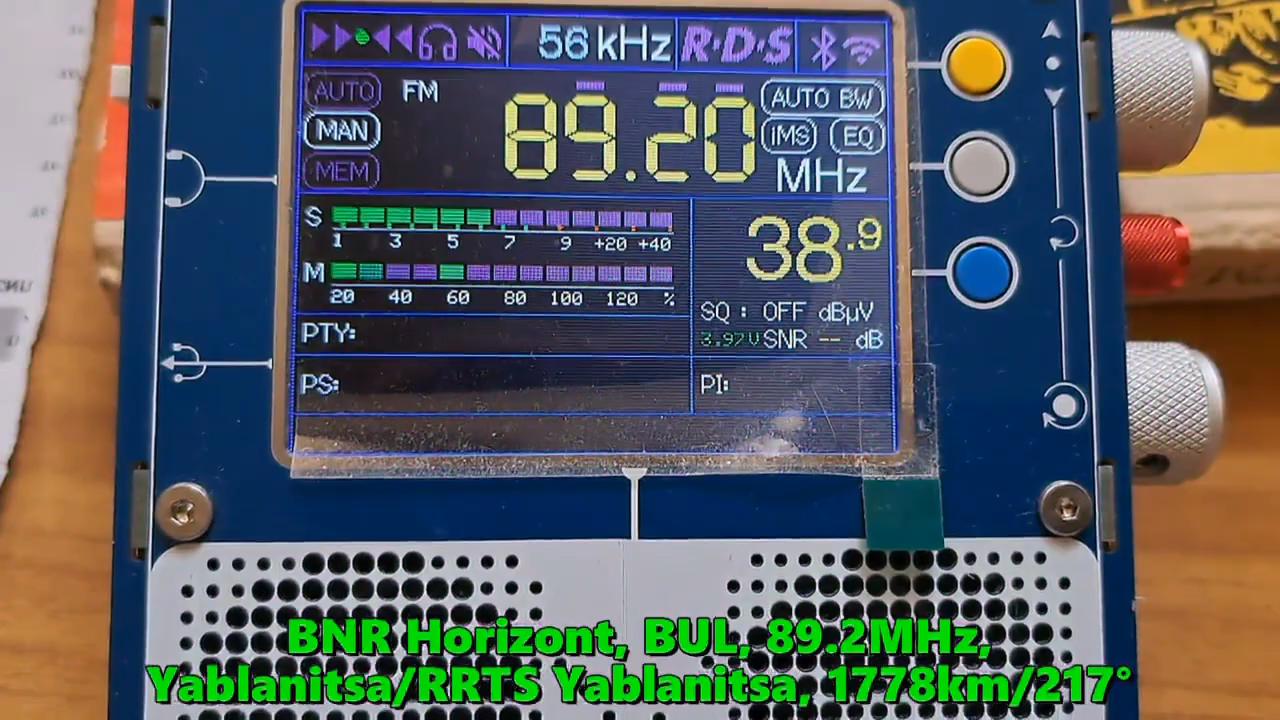 56 kHz R·D·S
AUTO FM AUTO BW
MAN 89.20 iMS EQ
MEM MHz
S
1 3 5 7 9 +20 +40
38.9
M
20 40 60 80 100 120 %
SQ : OFF dBµV
PTY: 3.97V SNR -- dB
PS: PI:
BNR Horizont, BUL, 89.2MHz,
Yablanitsa/RRTS Yablanitsa, 1778km/217°